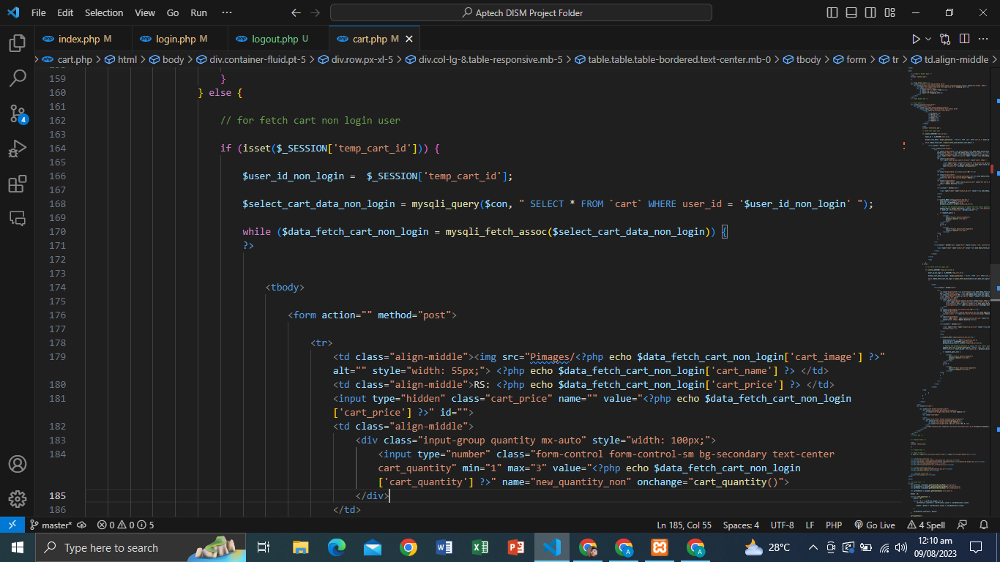 File Edit Selection View Go Run ··· Aptech DISM Project Folder
index.php M login.php M logout.php U cart.php M
cart.php > html > body > div.container-fluid.pt-5 > div.row.px-xl-5 > div.col-lg-8.table-responsive.mb-5 > table.table.table-bordered.text-center.mb-0 > tbody > form > tr > td.align-middle >
159 }
160 } else {
161
162 // for fetch cart non login user
163
164 if (isset($_SESSION['temp_cart_id'])) {
165
166 $user_id_non_login =  $_SESSION['temp_cart_id'];
167
168 $select_cart_data_non_login = mysqli_query($con, " SELECT * FROM `cart` WHERE user_id = '$user_id_non_login' ");
169
170 while ($data_fetch_cart_non_login = mysqli_fetch_assoc($select_cart_data_non_login)) {
171 ?>
172
173
174 <tbody>
175
176 <form action="" method="post">
177
178 <tr>
179 <td class="align-middle"><img src="Pimages/<?php echo $data_fetch_cart_non_login['cart_image'] ?>"
alt="" style="width: 55px;"> <?php echo $data_fetch_cart_non_login['cart_name'] ?> </td>
180 <td class="align-middle">RS: <?php echo $data_fetch_cart_non_login['cart_price'] ?> </td>
181 <input type="hidden" class="cart_price" name="" value="<?php echo $data_fetch_cart_non_login
['cart_price'] ?>" id="">
182 <td class="align-middle">
183 <div class="input-group quantity mx-auto" style="width: 100px;">
184 <input type="number" class="form-control form-control-sm bg-secondary text-center
cart_quantity" min="1" max="3" value="<?php echo $data_fetch_cart_non_login
['cart_quantity'] ?>" name="new_quantity_non" onchange="cart_quantity()">
185 </div>
186 </td>
4
master* 0 0 5 Ln 185, Col 55 Spaces: 4 UTF-8 LF PHP Go Live 4 Spell
Type here to search 28°C 12:10 am
09/08/2023